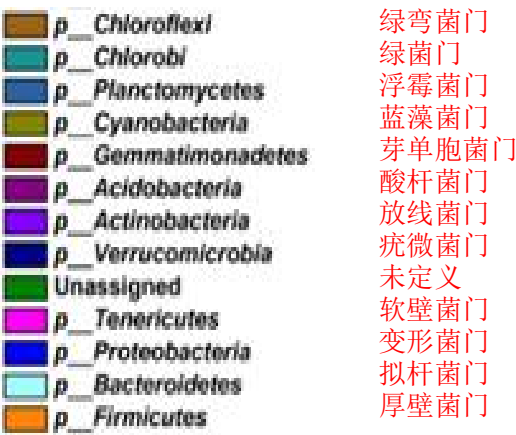 p__Chloroflexi 绿弯菌门
p__Chlorobi 绿菌门
p__Planctomycetes 浮霉菌门
p__Cyanobacteria 蓝藻菌门
p__Gemmatimonadetes 芽单胞菌门
p__Acidobacteria 酸杆菌门
p__Actinobacteria 放线菌门
p__Verrucomicrobia 疣微菌门
Unassigned 未定义
p__Tenericutes 软壁菌门
p__Proteobacteria 变形菌门
p__Bacteroidetes 拟杆菌门
p__Firmicutes 厚壁菌门